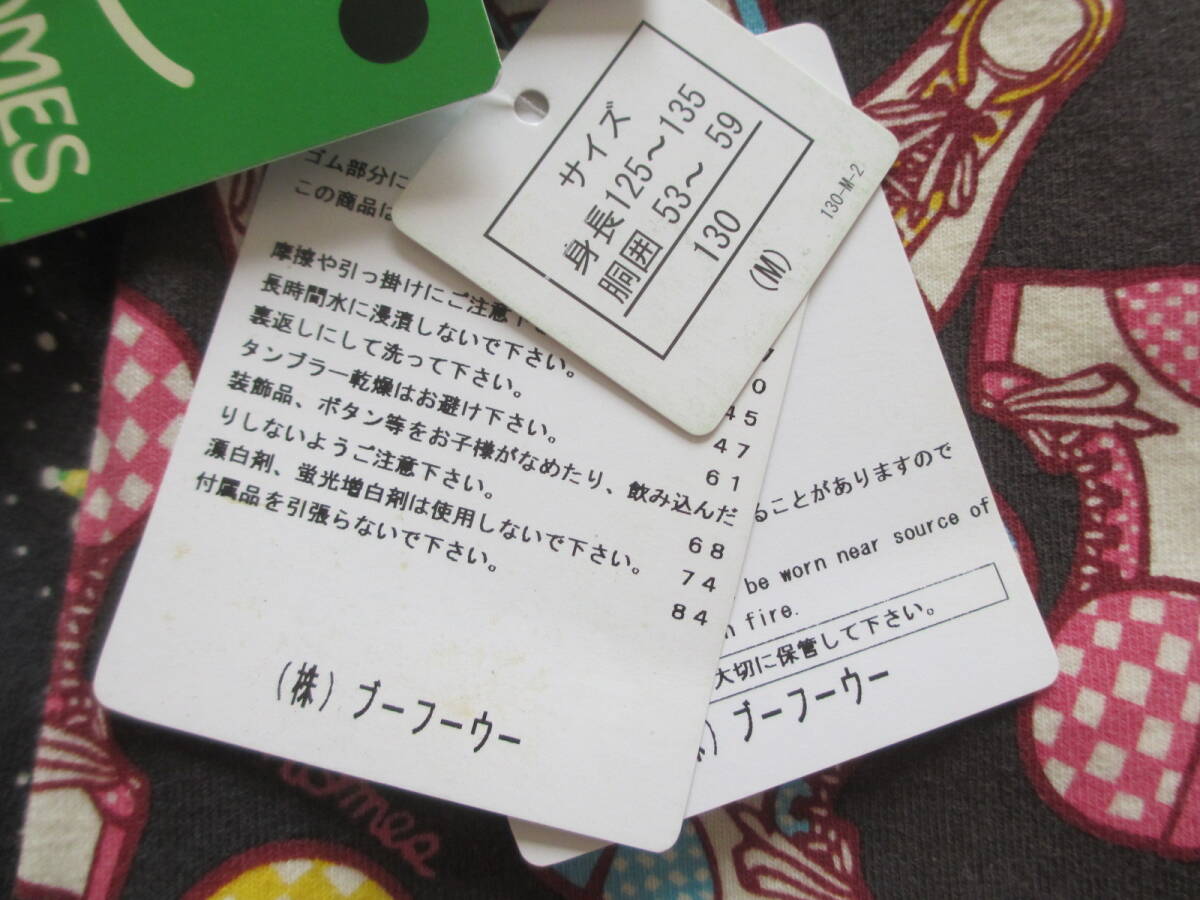 OMES
サイズ
身長125～135
胴囲 53～ 59
130
(M)
130-M-2
ゴム部分に
この商品は
摩擦や引っ掛けにご注意下
長時間水に浸漬しないで下さい。
裏返しにして洗って下さい。
タンブラー乾燥はお避け下さい。
装飾品、ボタン等をお子様がなめたり、飲み込んだ
りしないようご注意下さい。
漂白剤、蛍光増白剤は使用しないで下さい。
付属品を引張らないで下さい。
(株) ブーフーウー
0
45
47
61
68
74
84
ることがありますので
be worn near source of
fire.
大切に保管して下さい。
) ブーフーウー
omes